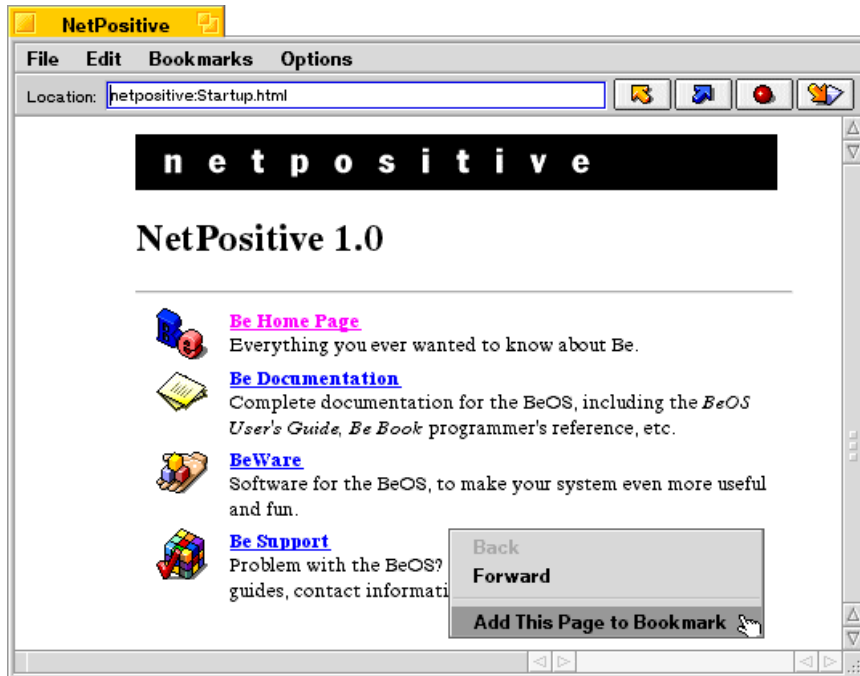 NetPositive
File Edit Bookmarks Options
Location: netpositive:Startup.html
netpositive
NetPositive 1.0
Be Home Page
Everything you ever wanted to know about Be.
Be Documentation
Complete documentation for the BeOS, including the BeOS
User's Guide, Be Book programmer's reference, etc.
BeWare
Software for the BeOS, to make your system even more useful
and fun.
Be Support
Problem with the BeOS?
guides, contact informati
Back
Forward
Add This Page to Bookmark